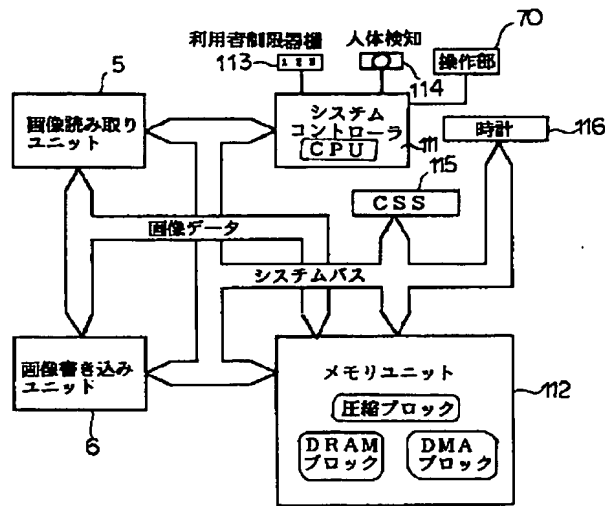 利用者制限器機
113
1 2 3
人体検知
114
70
操作部
5
画像読み取り
ユニット
システム
コントローラ
CPU
111
時計
116
115
CSS
画像データ
システムバス
画像書き込み
ユニット
6
メモリユニット
112
圧縮ブロック
DRAM
ブロック
DMA
ブロック